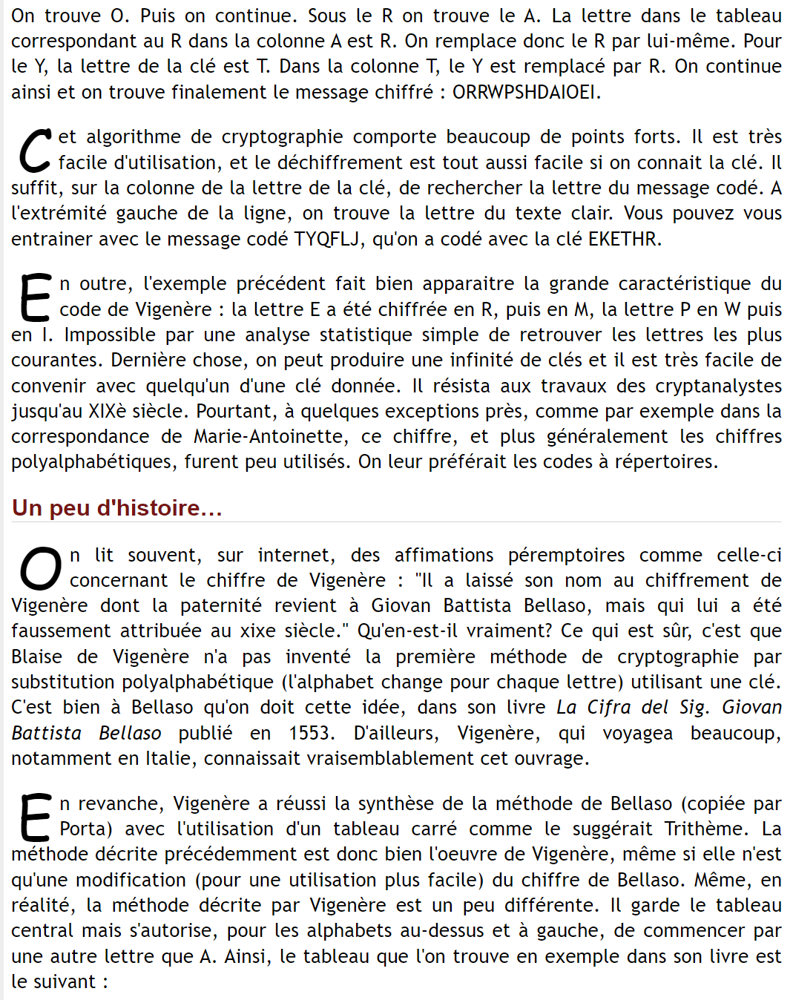 On trouve O. Puis on continue. Sous le R on trouve le A. La lettre dans le tableau
correspondant au R dans la colonne A est R. On remplace donc le R par lui-même. Pour
le Y, la lettre de la clé est T. Dans la colonne T, le Y est remplacé par R. On continue
ainsi et on trouve finalement le message chiffré : ORRWPSHDAIOEI.
Cet algorithme de cryptographie comporte beaucoup de points forts. Il est très
facile d'utilisation, et le déchiffrement est tout aussi facile si on connait la clé. Il
suffit, sur la colonne de la lettre de la clé, de rechercher la lettre du message codé. A
l'extrémité gauche de la ligne, on trouve la lettre du texte clair. Vous pouvez vous
entrainer avec le message codé TYQFLJ, qu'on a codé avec la clé EKETHR.
En outre, l'exemple précédent fait bien apparaitre la grande caractéristique du
code de Vigenère : la lettre E a été chiffrée en R, puis en M, la lettre P en W puis
en I. Impossible par une analyse statistique simple de retrouver les lettres les plus
courantes. Dernière chose, on peut produire une infinité de clés et il est très facile de
convenir avec quelqu'un d'une clé donnée. Il résista aux travaux des cryptanalystes
jusqu'au XIXè siècle. Pourtant, à quelques exceptions près, comme par exemple dans la
correspondance de Marie-Antoinette, ce chiffre, et plus généralement les chiffres
polyalphabétiques, furent peu utilisés. On leur préférait les codes à répertoires.
Un peu d'histoire...
On lit souvent, sur internet, des affimations péremptoires comme celle-ci
concernant le chiffre de Vigenère : "Il a laissé son nom au chiffrement de
Vigenère dont la paternité revient à Giovan Battista Bellaso, mais qui lui a été
faussement attribuée au xixe siècle." Qu'en-est-il vraiment? Ce qui est sûr, c'est que
Blaise de Vigenère n'a pas inventé la première méthode de cryptographie par
substitution polyalphabétique (l'alphabet change pour chaque lettre) utilisant une clé.
C'est bien à Bellaso qu'on doit cette idée, dans son livre La Cifra del Sig. Giovan
Battista Bellaso publié en 1553. D'ailleurs, Vigenère, qui voyagea beaucoup,
notamment en Italie, connaissait vraisemblablement cet ouvrage.
En revanche, Vigenère a réussi la synthèse de la méthode de Bellaso (copiée par
Porta) avec l'utilisation d'un tableau carré comme le suggérait Trithème. La
méthode décrite précédemment est donc bien l'oeuvre de Vigenère, même si elle n'est
qu'une modification (pour une utilisation plus facile) du chiffre de Bellaso. Même, en
réalité, la méthode décrite par Vigenère est un peu différente. Il garde le tableau
central mais s'autorise, pour les alphabets au-dessus et à gauche, de commencer par
une autre lettre que A. Ainsi, le tableau que l'on trouve en exemple dans son livre est
le suivant :